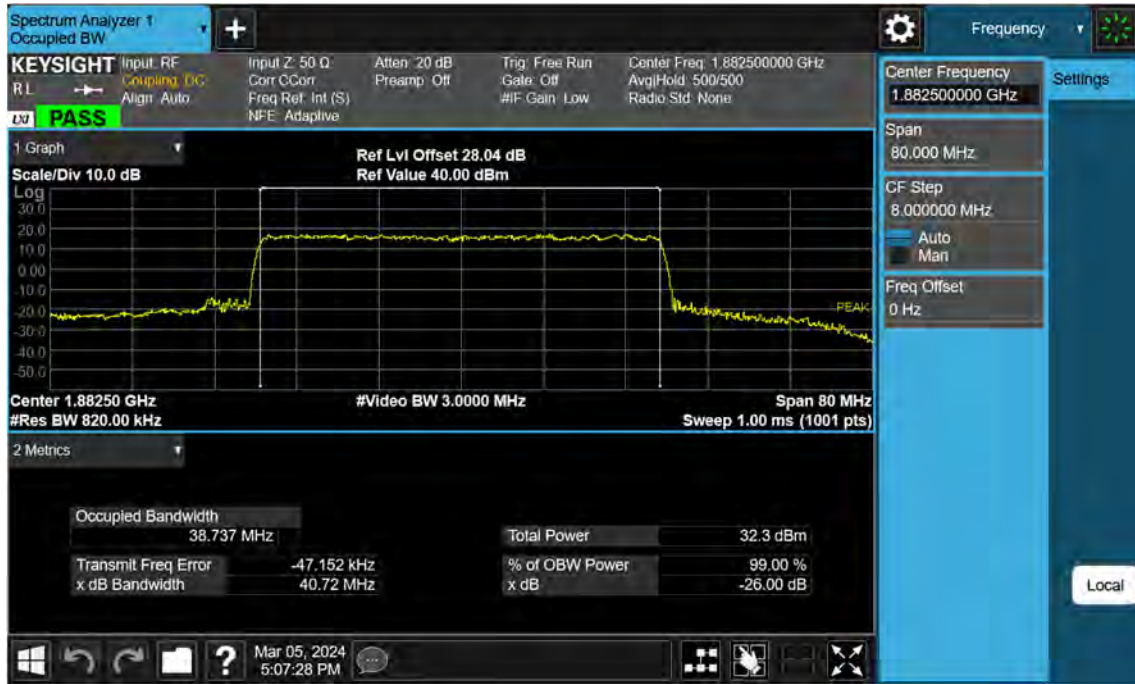 Spectrum Analyzer 1
Occupied BW
+
Frequency
KEYSIGHT
Input: RF
Coupling: DC
Align: Auto
Input Z: 50 Ω
Corr CCorr
Freq Ref: Int (S)
NFE: Adaptive
Atten: 20 dB
Preamp: Off
Trig: Free Run
Gate: Off
#IF Gain: Low
Center Freq: 1.882500000 GHz
Avg|Hold: 500/500
Radio Std: None
RL
LXI
PASS
Center Frequency
1.882500000 GHz
Settings
Span
80.000 MHz
CF Step
8.000000 MHz
Auto
Man
Freq Offset
0 Hz
1 Graph
Scale/Div 10.0 dB
Ref Lvl Offset 28.04 dB
Ref Value 40.00 dBm
Log
30.0
20.0
10.0
0.00
-10.0
-20.0
-30.0
-40.0
-50.0
PEAK
Center 1.88250 GHz
#Res BW 820.00 kHz
#Video BW 3.0000 MHz
Span 80 MHz
Sweep 1.00 ms (1001 pts)
2 Metrics
Occupied Bandwidth
38.737 MHz
Total Power 32.3 dBm
Transmit Freq Error -47.152 kHz
% of OBW Power 99.00 %
x dB Bandwidth 40.72 MHz
x dB -26.00 dB
Local
?
Mar 05, 2024
5:07:28 PM